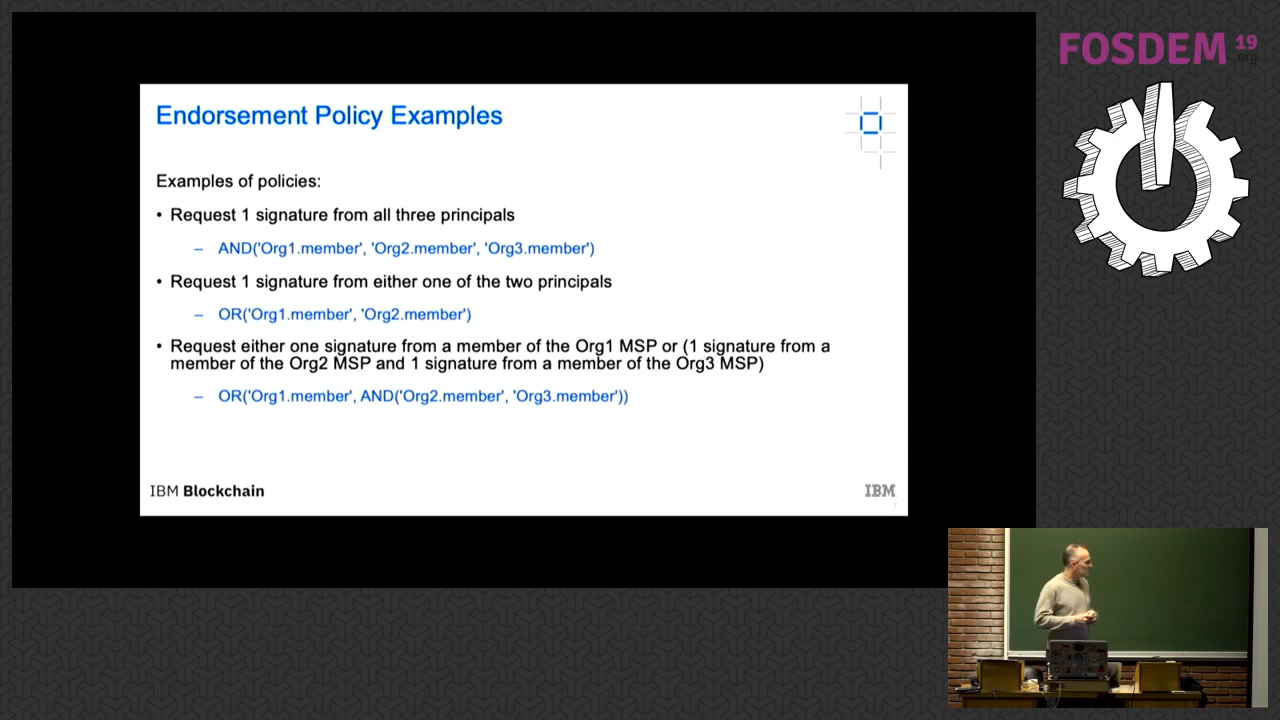 FOSDEM 19
.org
Endorsement Policy Examples
Examples of policies:
• Request 1 signature from all three principals
– AND('Org1.member', 'Org2.member', 'Org3.member')
• Request 1 signature from either one of the two principals
– OR('Org1.member', 'Org2.member')
• Request either one signature from a member of the Org1 MSP or (1 signature from a
member of the Org2 MSP and 1 signature from a member of the Org3 MSP)
– OR('Org1.member', AND('Org2.member', 'Org3.member'))
IBM Blockchain
IBM